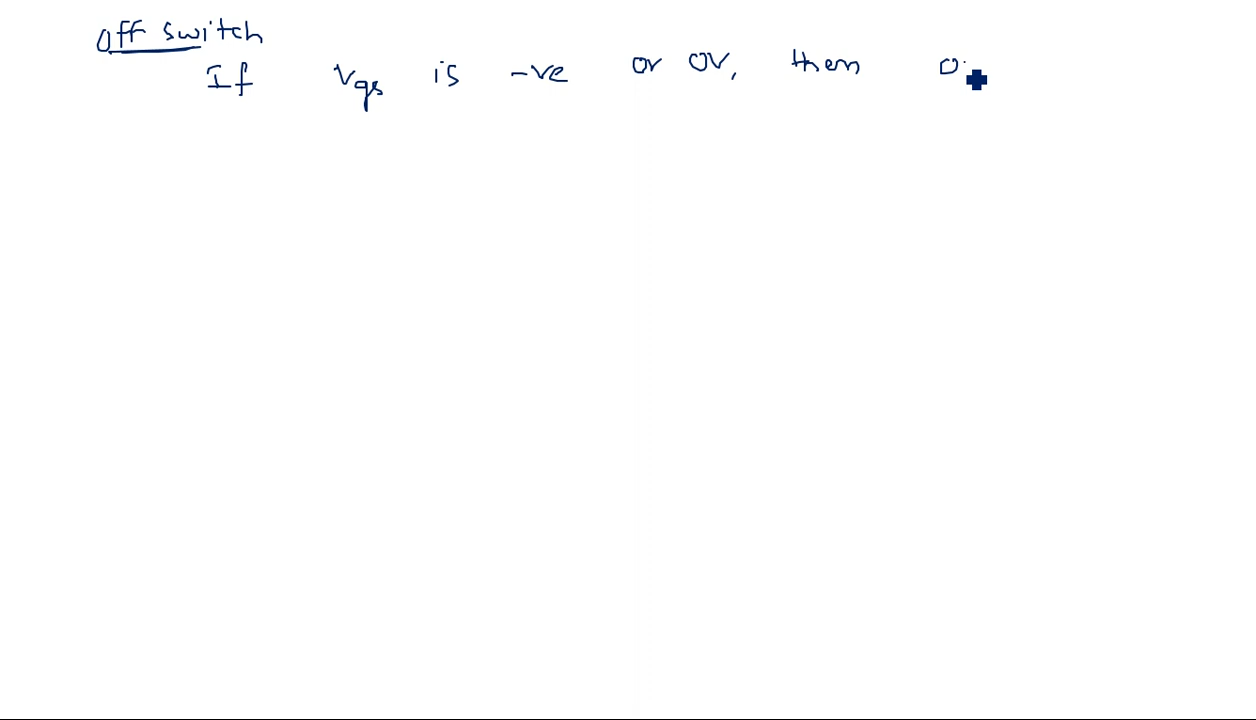 Off switch
If Vgs is -ve or 0V, then